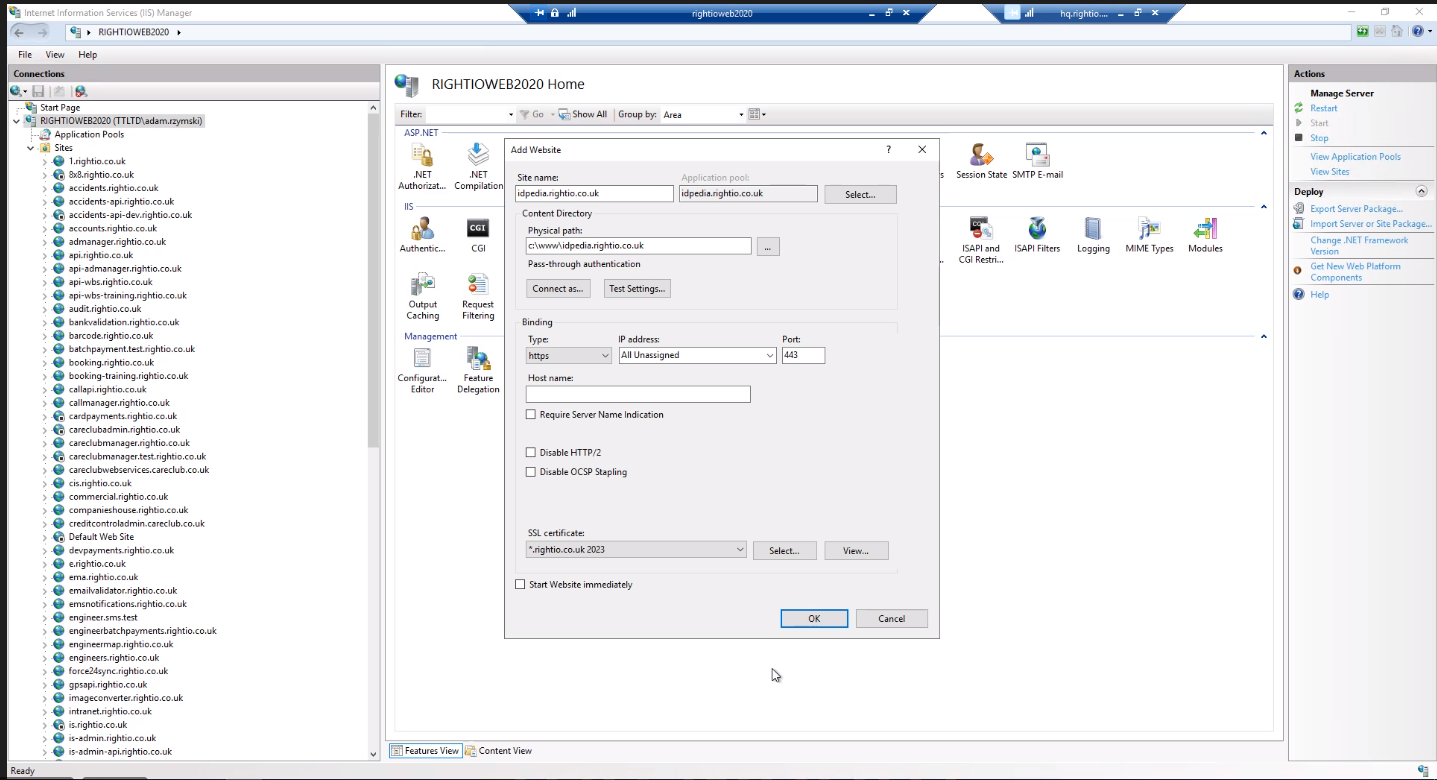 Internet Information Services (IIS) Manager
rightioweb2020
hq.rightio....
RIGHTIOWEB2020
File View Help
Connections
Start Page
RIGHTIOWEB2020 (TTLTD\adam.rzymski)
Application Pools
Sites
1.rightio.co.uk
8x8.rightio.co.uk
accidents.rightio.co.uk
accidents-api.rightio.co.uk
accidents-api-dev.rightio.co.uk
accounts.rightio.co.uk
admanager.rightio.co.uk
api.rightio.co.uk
api-admanager.rightio.co.uk
api-wbs.rightio.co.uk
api-wbs-training.rightio.co.uk
audit.rightio.co.uk
bankvalidation.rightio.co.uk
barcode.rightio.co.uk
batchpayment.test.rightio.co.uk
booking.rightio.co.uk
booking-training.rightio.co.uk
callapi.rightio.co.uk
callmanager.rightio.co.uk
cardpayments.rightio.co.uk
careclubadmin.rightio.co.uk
careclubmanager.rightio.co.uk
careclubmanager.test.rightio.co.uk
careclubwebservices.careclub.co.uk
cis.rightio.co.uk
commercial.rightio.co.uk
companieshouse.rightio.co.uk
creditcontroladmin.careclub.co.uk
Default Web Site
devpayments.rightio.co.uk
e.rightio.co.uk
ema.rightio.co.uk
emailvalidator.rightio.co.uk
emsnotifications.rightio.co.uk
engineer.sms.test
engineerbatchpayments.rightio.co.uk
engineermap.rightio.co.uk
engineers.rightio.co.uk
force24sync.rightio.co.uk
gpsapi.rightio.co.uk
imageconverter.rightio.co.uk
intranet.rightio.co.uk
is.rightio.co.uk
is-admin.rightio.co.uk
is-admin-api.rightio.co.uk
Ready
RIGHTIOWEB2020 Home
Filter: Go Show All Group by: Area
ASP.NET
.NET Authorizat...
.NET Compilation
s
Session State
SMTP E-mail
IIS
Authentic...
CGI
CGI
...
ISAPI and CGI Restri...
ISAPI Filters
Logging
MIME Types
Modules
Output Caching
Request Filtering
Management
Configurat... Editor
Feature Delegation
Add Website
?
Site name:
Application pool:
idpedia.rightio.co.uk
idpedia.rightio.co.uk
Select...
Content Directory
Physical path:
c:\www\idpedia.rightio.co.uk
...
Pass-through authentication
Connect as...
Test Settings...
Binding
Type: IP address: Port:
https All Unassigned 443
Host name:
Require Server Name Indication
Disable HTTP/2
Disable OCSP Stapling
SSL certificate:
*.rightio.co.uk 2023
Select...
View...
Start Website immediately
OK
Cancel
Features View
Content View
Actions
Manage Server
Restart
Start
Stop
View Application Pools
View Sites
Deploy
Export Server Package...
Import Server or Site Package...
Change .NET Framework
Version
Get New Web Platform
Components
Help